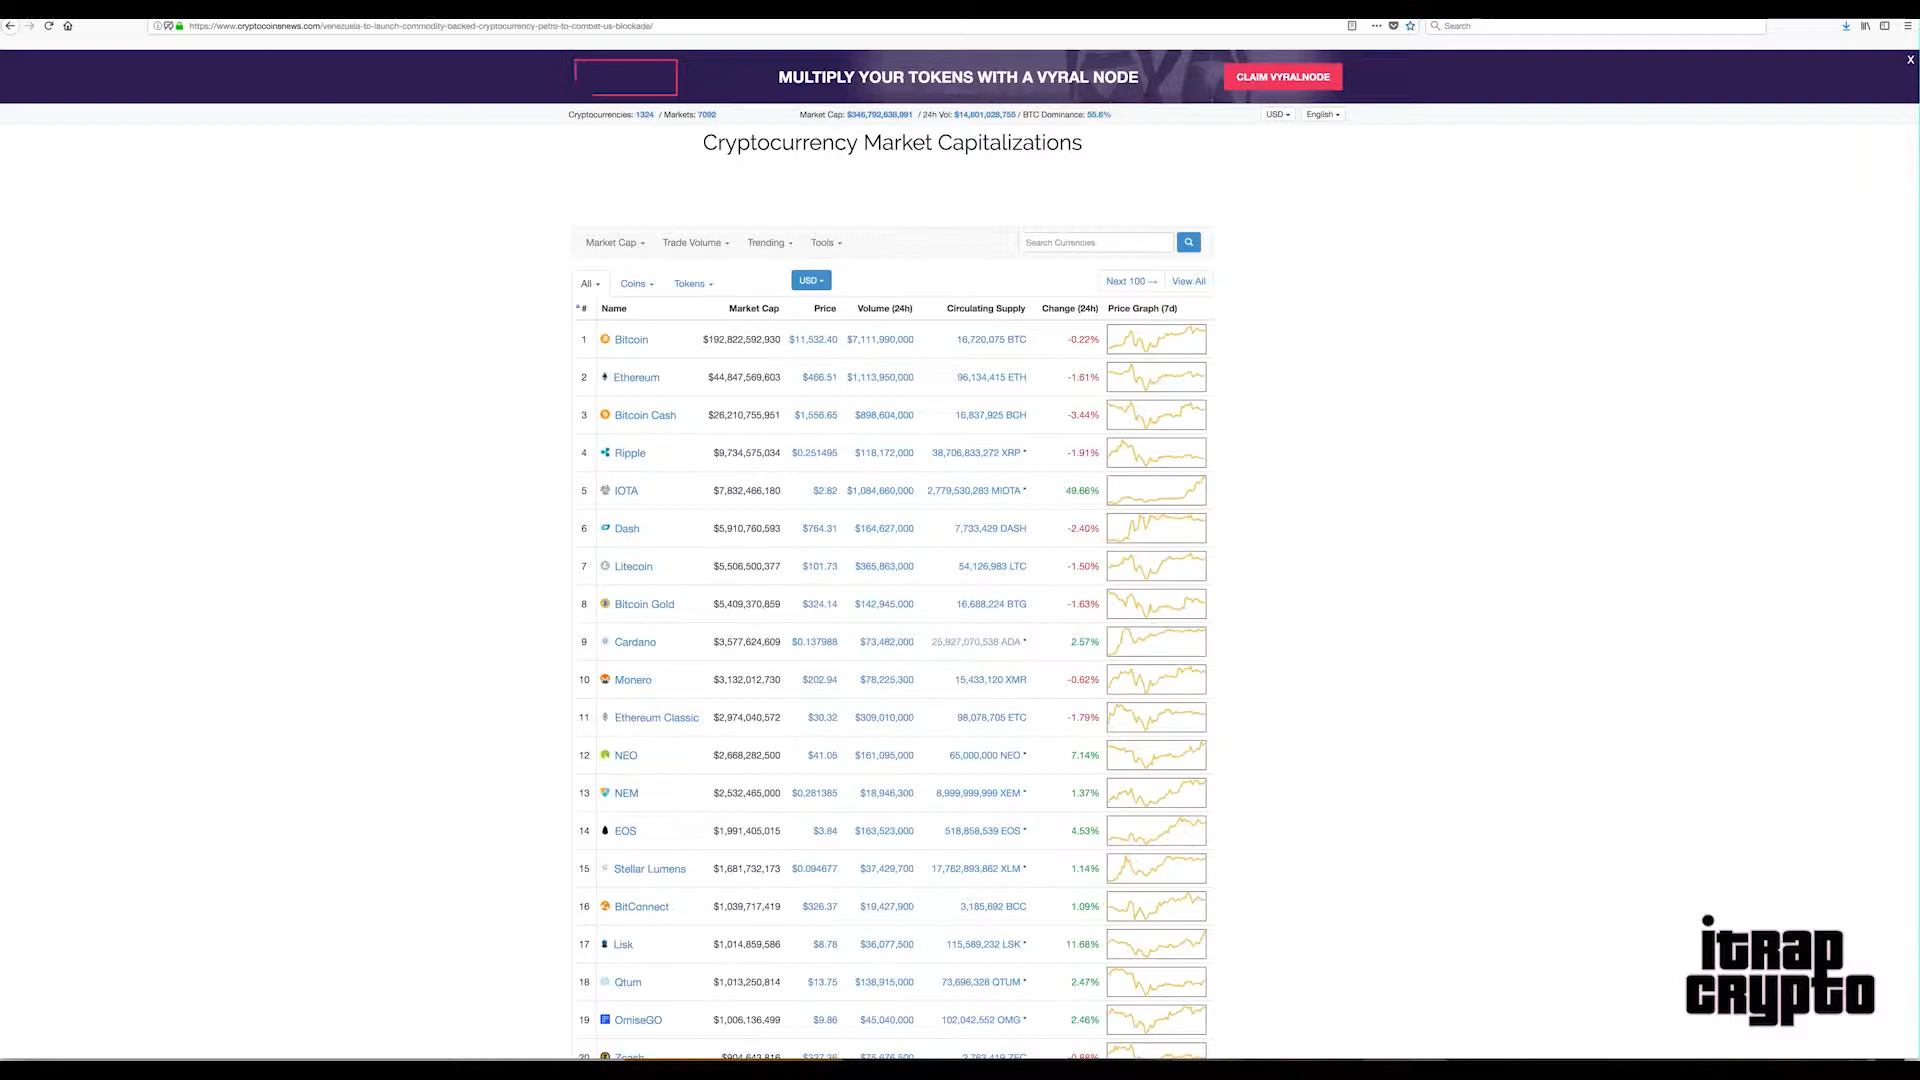 https://www.cryptocoinsnews.com/venezuela-to-launch-commodity-backed-cryptocurrency-petro-to-combat-us-blockade/
Search
MULTIPLY YOUR TOKENS WITH A VYRAL NODE
CLAIM VYRALNODE
X
Cryptocurrencies: 1324 / Markets: 7092
Market Cap: $346,792,638,991 / 24h Vol: $14,601,028,755 / BTC Dominance: 55.6%
USD
English
Cryptocurrency Market Capitalizations
Market Cap Trade Volume Trending Tools
Search Currencies
All Coins Tokens USD Next 100 → View All
# Name Market Cap Price Volume (24h) Circulating Supply Change (24h) Price Graph (7d)
1 Bitcoin $192,822,592,930 $11,532.40 $7,111,990,000 16,720,075 BTC -0.22%
2 Ethereum $44,847,569,603 $466.51 $1,113,950,000 96,134,415 ETH -1.61%
3 Bitcoin Cash $26,210,755,951 $1,556.65 $898,604,000 16,837,925 BCH -3.44%
4 Ripple $9,734,575,034 $0.251495 $118,172,000 38,706,833,272 XRP * -1.91%
5 IOTA $7,832,466,180 $2.82 $1,084,660,000 2,779,530,283 MIOTA * 49.66%
6 Dash $5,910,760,593 $764.31 $164,627,000 7,733,429 DASH -2.40%
7 Litecoin $5,506,500,377 $101.73 $365,863,000 54,126,983 LTC -1.50%
8 Bitcoin Gold $5,409,370,859 $324.14 $142,945,000 16,688,224 BTG -1.63%
9 Cardano $3,577,624,609 $0.137988 $73,482,000 25,927,070,538 ADA * 2.57%
10 Monero $3,132,012,730 $202.94 $78,225,300 15,433,120 XMR -0.62%
11 Ethereum Classic $2,974,040,572 $30.32 $309,010,000 98,078,705 ETC -1.79%
12 NEO $2,668,282,500 $41.05 $161,095,000 65,000,000 NEO * 7.14%
13 NEM $2,532,465,000 $0.281385 $18,946,300 8,999,999,999 XEM * 1.37%
14 EOS $1,991,405,015 $3.84 $163,523,000 518,858,539 EOS * 4.53%
15 Stellar Lumens $1,681,732,173 $0.094677 $37,429,700 17,762,893,862 XLM * 1.14%
16 BitConnect $1,039,717,419 $326.37 $19,427,900 3,185,692 BCC 1.09%
17 Lisk $1,014,859,586 $8.78 $36,077,500 115,589,232 LSK * 11.68%
18 Qtum $1,013,250,814 $13.75 $138,915,000 73,696,328 QTUM * 2.47%
19 OmiseGO $1,006,136,499 $9.86 $45,040,000 102,042,552 OMG * 2.46%
20 Zcash
itRap
CRYptO